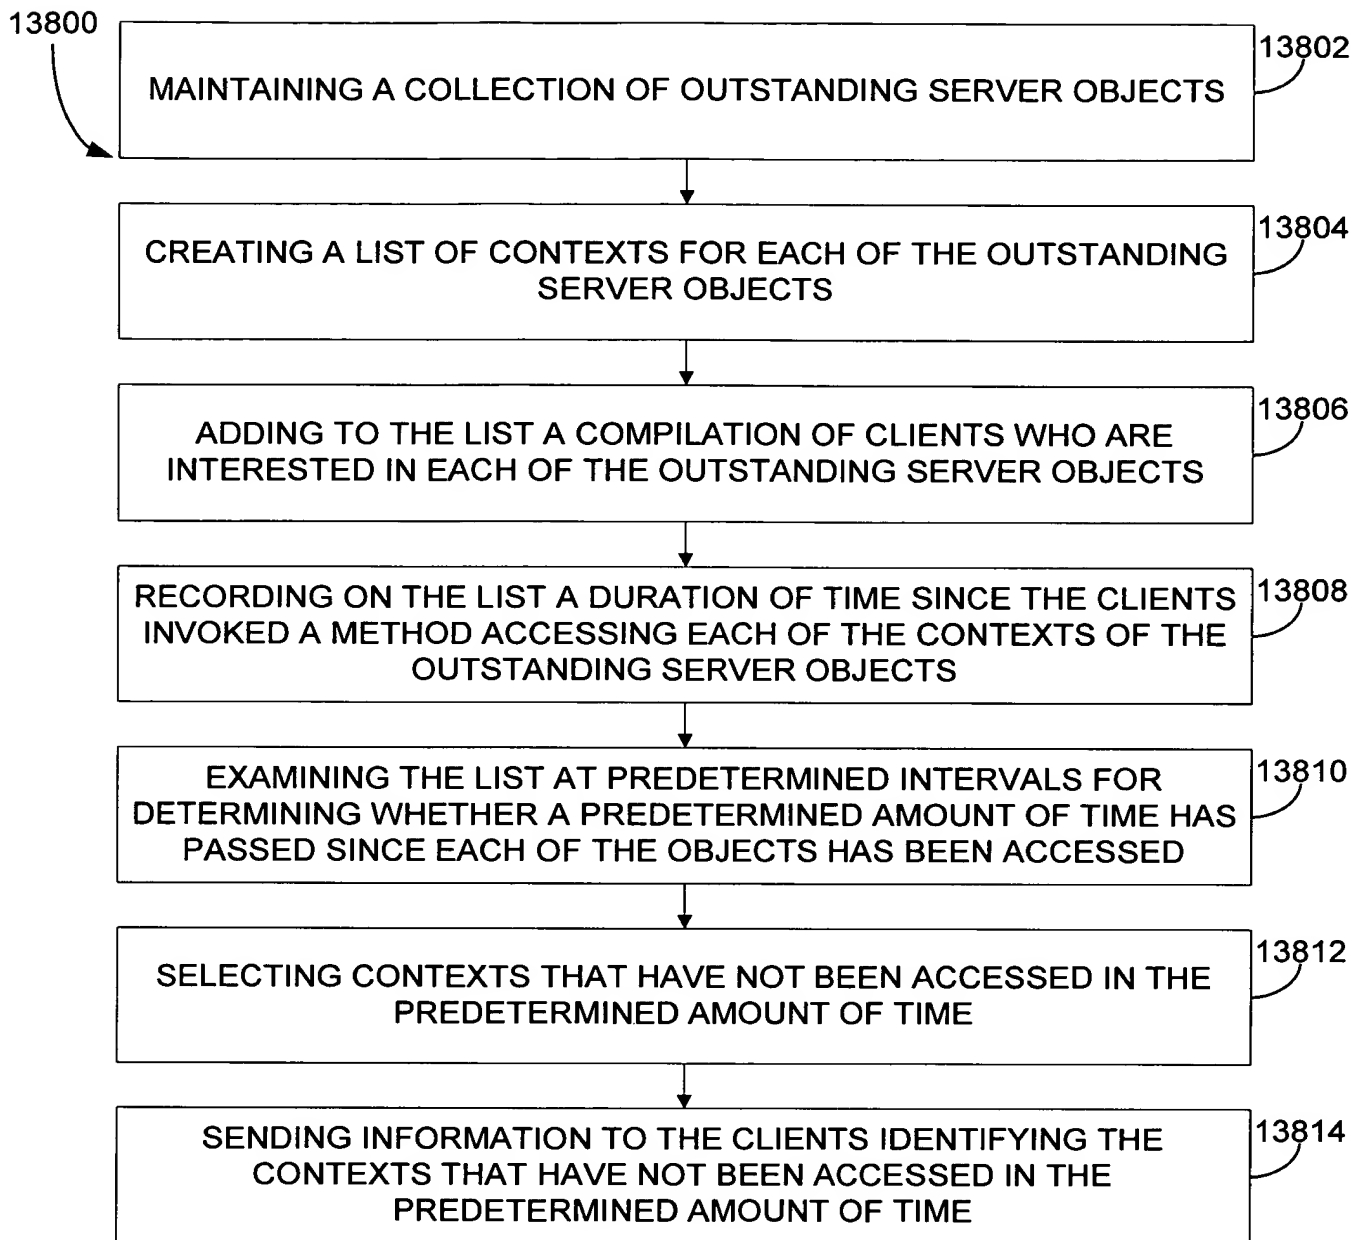 13800
13802
MAINTAINING A COLLECTION OF OUTSTANDING SERVER OBJECTS
13804
CREATING A LIST OF CONTEXTS FOR EACH OF THE OUTSTANDING
SERVER OBJECTS
13806
ADDING TO THE LIST A COMPILATION OF CLIENTS WHO ARE
INTERESTED IN EACH OF THE OUTSTANDING SERVER OBJECTS
13808
RECORDING ON THE LIST A DURATION OF TIME SINCE THE CLIENTS
INVOKED A METHOD ACCESSING EACH OF THE CONTEXTS OF THE
OUTSTANDING SERVER OBJECTS
13810
EXAMINING THE LIST AT PREDETERMINED INTERVALS FOR
DETERMINING WHETHER A PREDETERMINED AMOUNT OF TIME HAS
PASSED SINCE EACH OF THE OBJECTS HAS BEEN ACCESSED
13812
SELECTING CONTEXTS THAT HAVE NOT BEEN ACCESSED IN THE
PREDETERMINED AMOUNT OF TIME
13814
SENDING INFORMATION TO THE CLIENTS IDENTIFYING THE
CONTEXTS THAT HAVE NOT BEEN ACCESSED IN THE
PREDETERMINED AMOUNT OF TIME